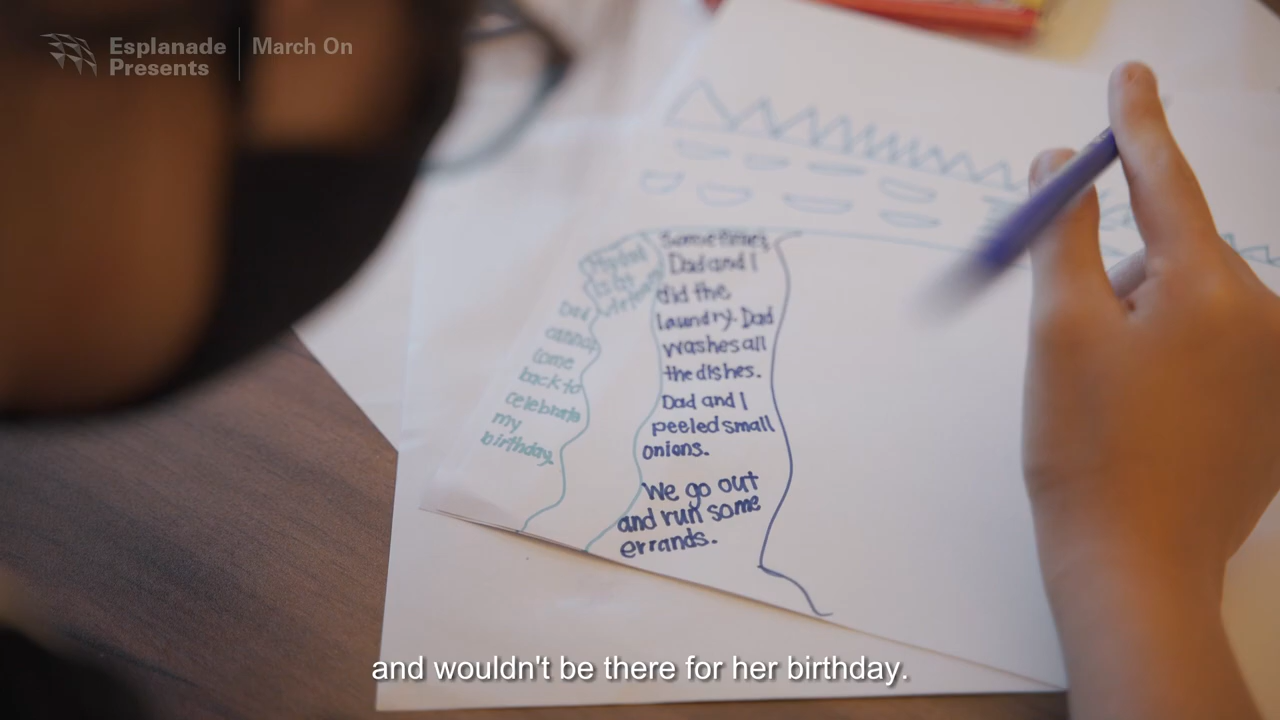 Esplanade
Presents
March On
Sometimes,
Dad and I
did the
laundry. Dad
washes all
the dishes.
Dad and I
peeled small
onions.
We go out
and run some
errands.
Dad
cannot
come
back to
celebrate
my
birthday.
and wouldn't be there for her birthday.